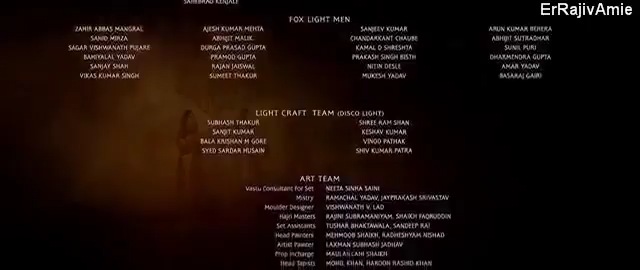 ErRajivAmie
FOX LIGHT MEN
ZAHIR ABBAS MANGRAL AJESH KUMAR MEHTA SANJEEV KUMAR ARUN KUMAR BEHERA
SAHID MIRZA ABHIJIT MALIK CHANDARKANT CHAUBE ABHIJIT SUTRADHAR
SAGAR VISHWANATH PUJARE DURGA PRASAD GUPTA KAMAL D SHRESHTA SUNIL PURI
BAHIYALAL YADAV PRAMOD GUPTA PRAKASH SINGH BISTH DHARMENDRA GUPTA
SANJAY SHAH RAJAN JAISWAL NITIN DESLE AMAR YADAV
VIKAS KUMAR SINGH SUMEET THAKUR MUKESH YADAV BASARAJ GAIRI
LIGHT CRAFT TEAM (DISCO LIGHT)
SUBHASH THAKUR SHREE RAM SHAN
SANJIT KUMAR KESHAV KUMAR
BALA KRISHAN M GORE VINOD PATHAK
SYED SARDAR HUSAIN SHIV KUMAR PATRA
ART TEAM
Vastu Consultant For Set NEETA SINHA SAINI
Mistry RAMACHAL YADAV, JAYPRAKASH SRIVASTAV
Moulder Designer VISHWANATH V. LAD
Hajri Masters RAJINI SUBRAMANIYAM, SHAIKH FAQRUDDIN
Set Assistants TUSHAR BHAKTAWALA, SANDEEP RAI
Head Painters MEHMOOB SHAIKH, RADHESHYAM NISHAD
Artist Painter LAXMAN SUBHASH JADHAV
Prop Incharge MAULANI AHI SHAIKH
Head Tapists MOHD. KHAN, HAROON RASHID KHAN